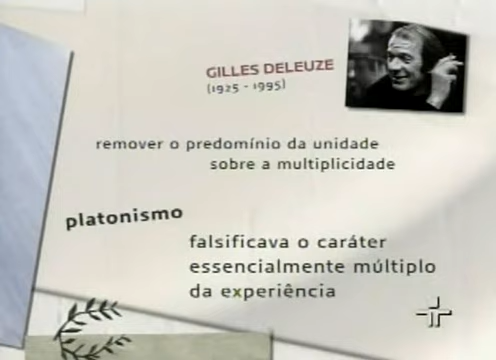 GILLES DELEUZE
(1925 - 1995)
remover o predomínio da unidade
sobre a multiplicidade
platonismo
falsificava o caráter
essencialmente múltiplo
da experiência